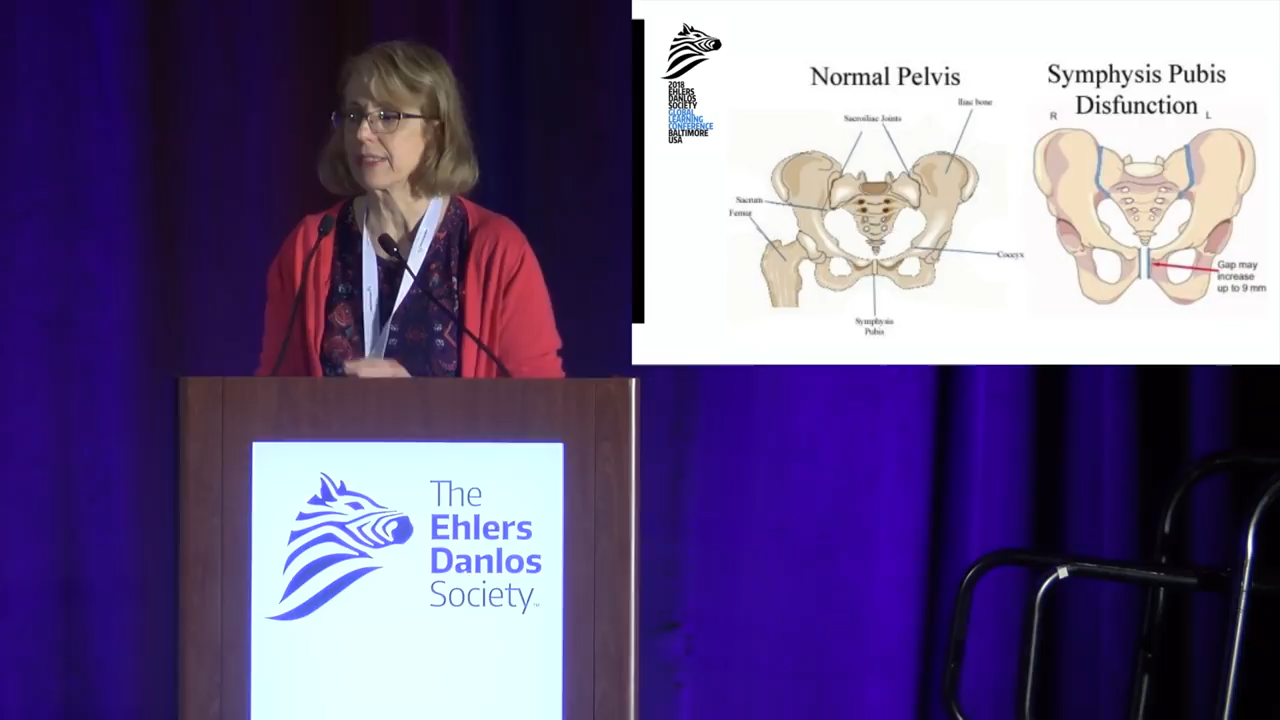 2018
EHLERS
DANLOS
SOCIETY
GLOBAL
LEARNING
CONFERENCE
BALTIMORE
USA
Normal Pelvis
Iliac bone
Sacroiliac Joints
Sacrum
Femur
Coccyx
Symphysis
Pubis
Symphysis Pubis
Disfunction
R
L
Gap may
increase
up to 9 mm
The
Ehlers
Danlos
Society